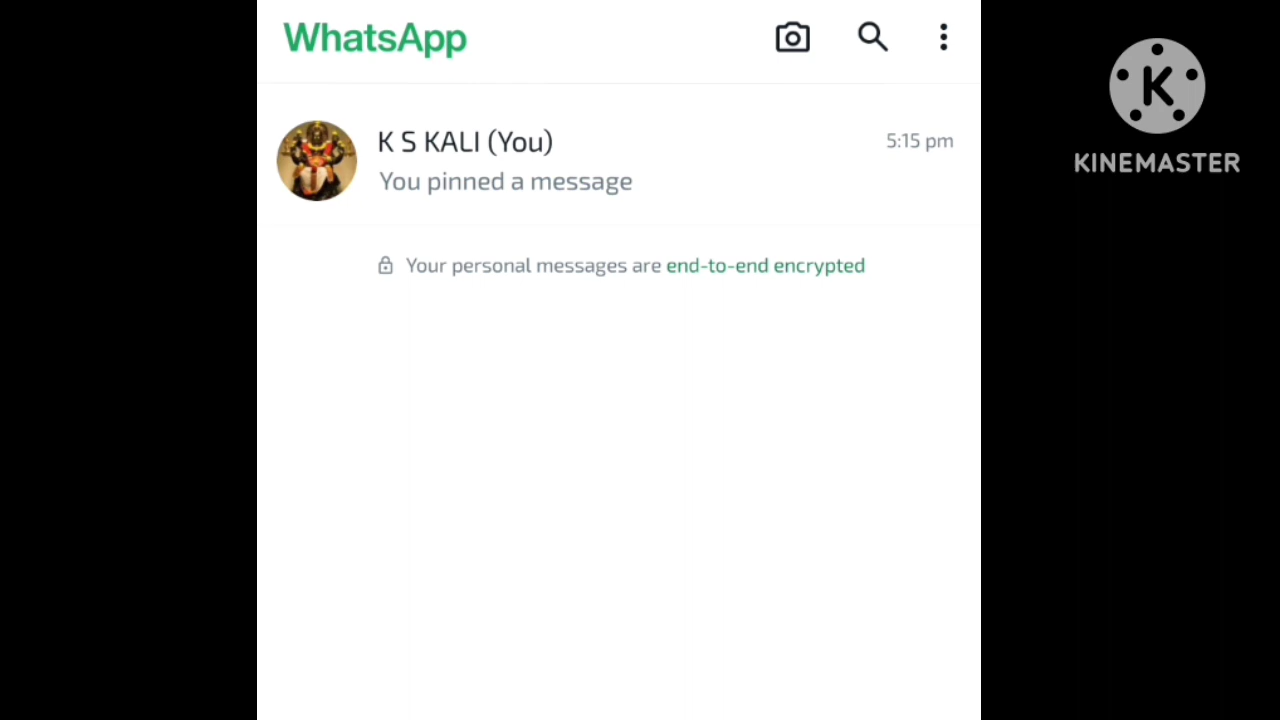 WhatsApp
K S KALI (You)
5:15 pm
You pinned a message
Your personal messages are end-to-end encrypted
K
KINEMASTER